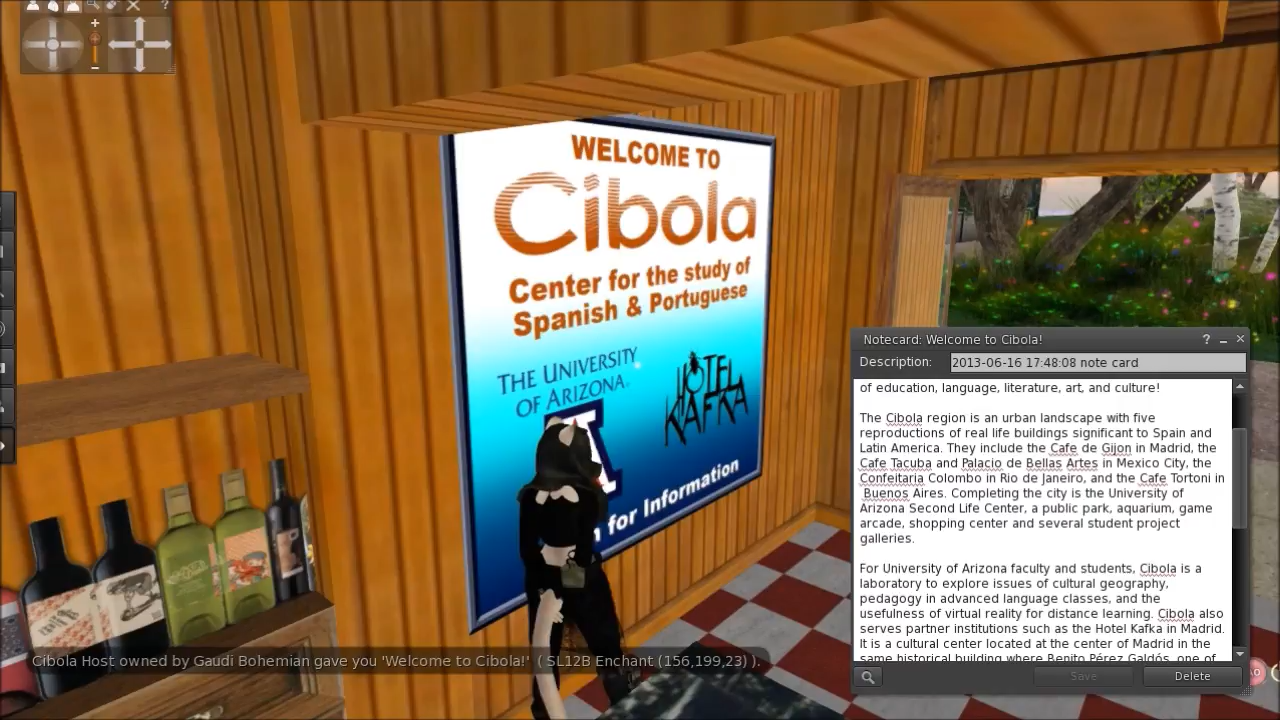 ?
WELCOME TO
Cibola
Center for the study of
Spanish & Portuguese
THE UNIVERSITY
OF ARIZONA.
HOTEL
KAFKA
A
for Information
Notecard: Welcome to Cibola!
?
Description: 2013-06-16 17:48:08 note card
of education, language, literature, art, and culture!
The Cibola region is an urban landscape with five
reproductions of real life buildings significant to Spain and
Latin America. They include the Cafe de Gijon in Madrid, the
Cafe Tacuba and Palacio de Bellas Artes in Mexico City, the
Confeitaria Colombo in Rio de Janeiro, and the Cafe Tortoni in
Buenos Aires. Completing the city is the University of
Arizona Second Life Center, a public park, aquarium, game
arcade, shopping center and several student project
galleries.
For University of Arizona faculty and students, Cibola is a
laboratory to explore issues of cultural geography,
pedagogy in advanced language classes, and the
usefulness of virtual reality for distance learning. Cibola also
serves partner institutions such as the Hotel Kafka in Madrid.
It is a cultural center located at the center of Madrid in the
same historical building where Benito Pérez Galdós, one of
Save
Delete
Cibola Host owned by Gaudi Bohemian gave you 'Welcome to Cibola!' ( SL12B Enchant (156,199,23) ).